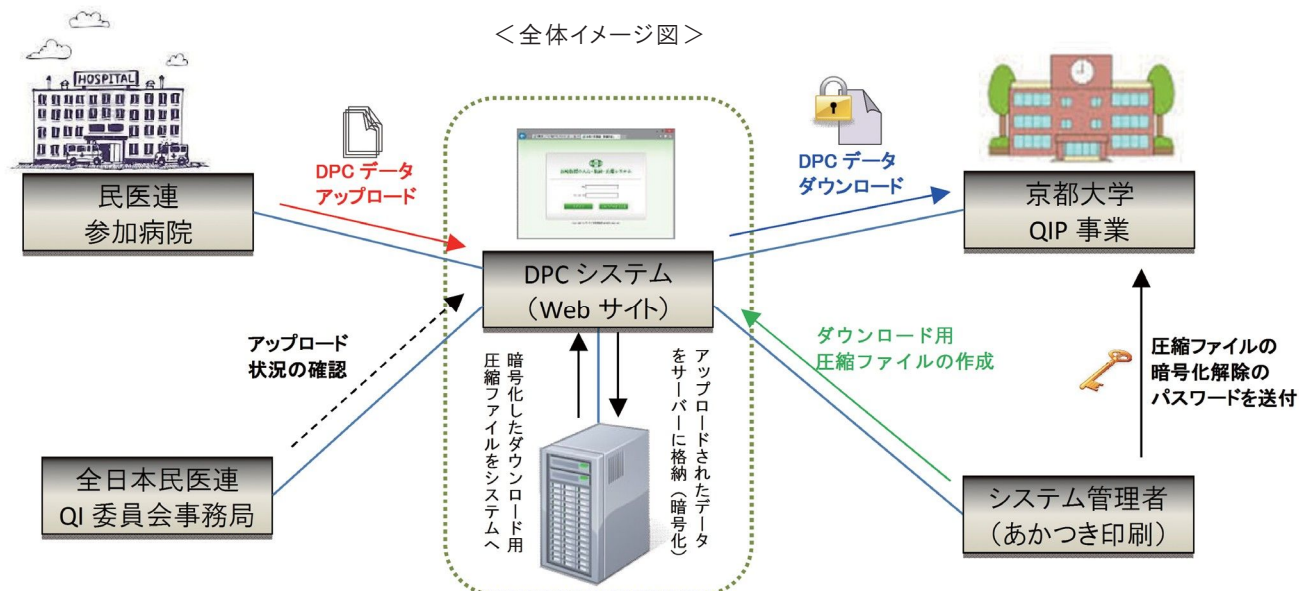 ＜全体イメージ図＞
HOSPITAL
民医連
参加病院
DPC データ
アップロード
DPC システム
（Web サイト）
DPC データ
ダウンロード
京都大学
QIP 事業
アップロード
状況の確認
全日本民医連
QI 委員会事務局
暗号化したダウンロード用
圧縮ファイルをシステムへ
アップロードされたデータ
をサーバーに格納（暗号化）
ダウンロード用
圧縮ファイルの作成
圧縮ファイルの
暗号化解除の
パスワードを送付
システム管理者
（あかつき印刷）